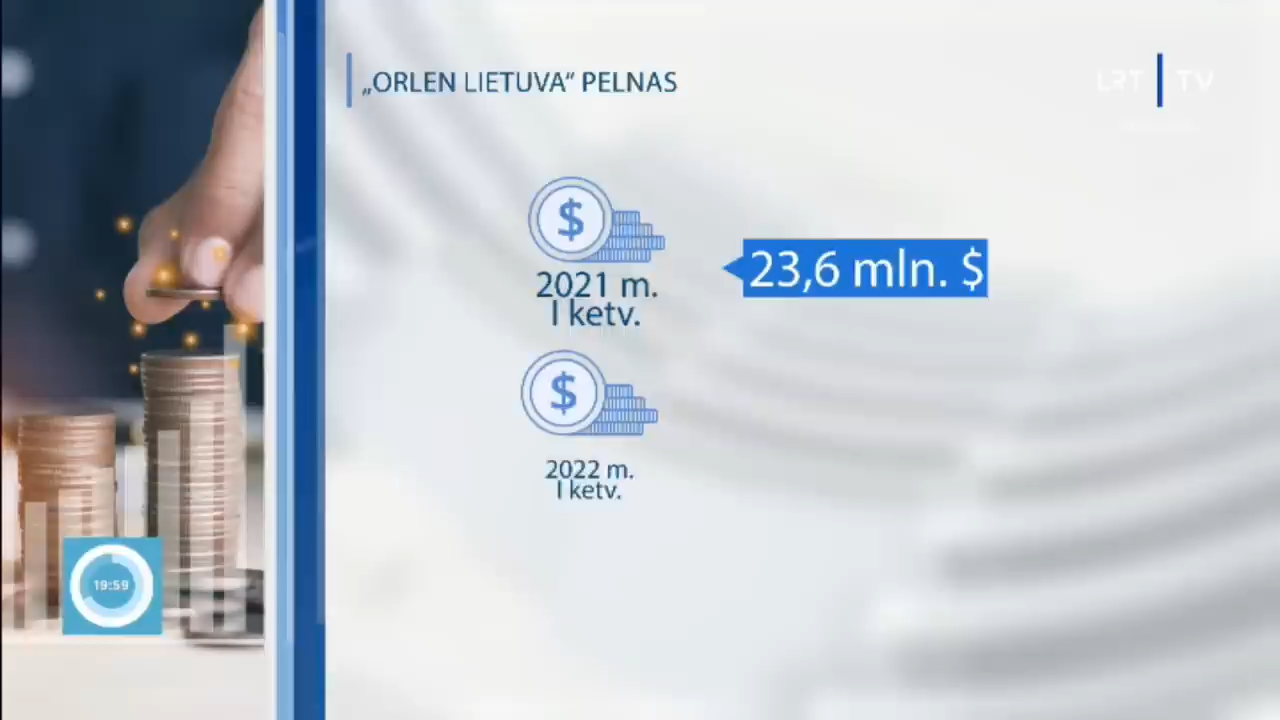 „ORLEN LIETUVA“ PELNAS
LRT TV
$
23,6 mln. $
2021 m.
I ketv.
$
2022 m.
I ketv.
19:59